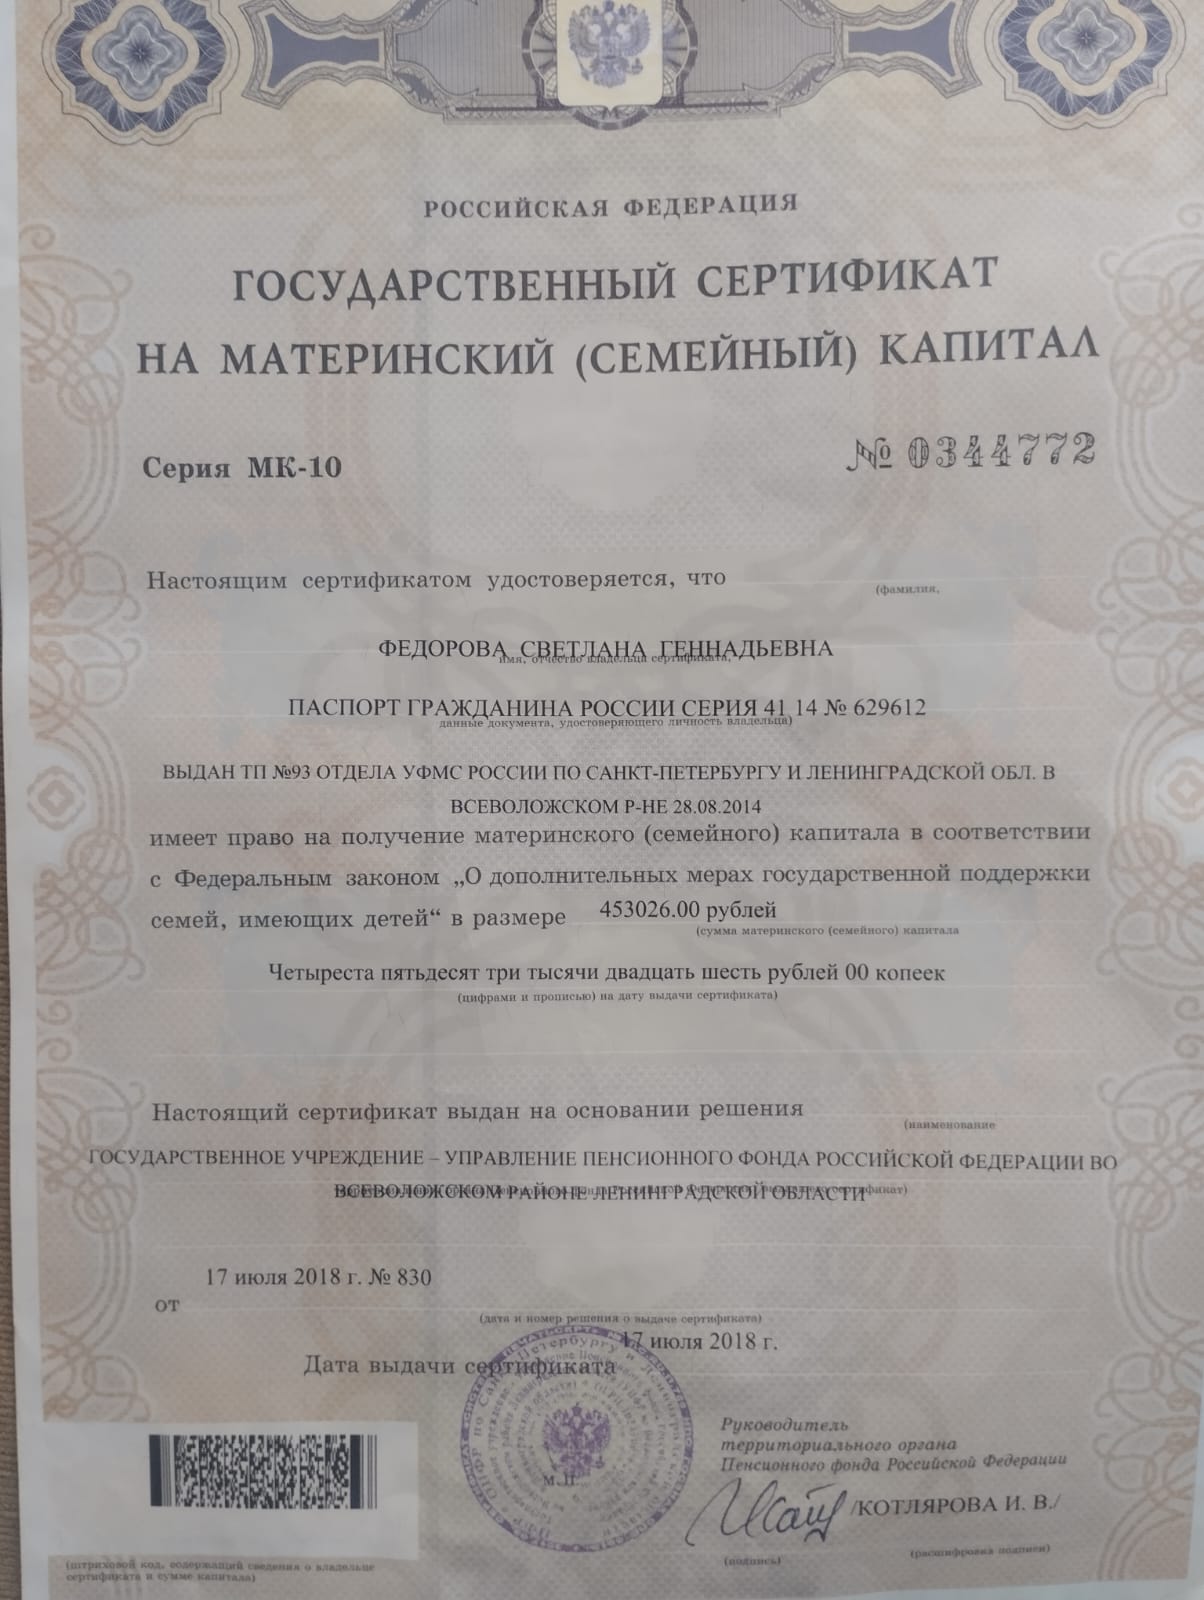 РОССИЙСКАЯ ФЕДЕРАЦИЯ
ГОСУДАРСТВЕННЫЙ СЕРТИФИКАТ
НА МАТЕРИНСКИЙ (СЕМЕЙНЫЙ) КАПИТАЛ
Серия МК-10 № 0344772
Настоящим сертификатом удостоверяется, что
(фамилия,
ФЕДОРОВА СВЕТЛАНА ГЕННАДЬЕВНА
имя, отчество владельца сертификата,
ПАСПОРТ ГРАЖДАНИНА РОССИИ СЕРИЯ 41 14 № 629612
данные документа, удостоверяющего личность владельца)
ВЫДАН ТП №93 ОТДЕЛА УФМС РОССИИ ПО САНКТ-ПЕТЕРБУРГУ И ЛЕНИНГРАДСКОЙ ОБЛ. В
ВСЕВОЛОЖСКОМ Р-НЕ 28.08.2014
имеет право на получение материнского (семейного) капитала в соответствии
с Федеральным законом „О дополнительных мерах государственной поддержки
семей, имеющих детей“ в размере 453026.00 рублей
(сумма материнского (семейного) капитала
Четыреста пятьдесят три тысячи двадцать шесть рублей 00 копеек
(цифрами и прописью) на дату выдачи сертификата)
Настоящий сертификат выдан на основании решения
(наименование
ГОСУДАРСТВЕННОЕ УЧРЕЖДЕНИЕ – УПРАВЛЕНИЕ ПЕНСИОННОГО ФОНДА РОССИЙСКОЙ ФЕДЕРАЦИИ ВО
ВСЕВОЛОЖСКОМ РАЙОНЕ ЛЕНИНГРАДСКОЙ ОБЛАСТИ
17 июля 2018 г. № 830
от
(дата и номер решения о выдаче сертификата)
17 июля 2018 г.
Дата выдачи сертификата
Руководитель
территориального органа
Пенсионного фонда Российской Федерации
М.П.
/КОТЛЯРОВА И. В./
(подпись) (расшифровка подписи)
(штриховой код, содержащий сведения о владельце
сертификата и сумме капитала)